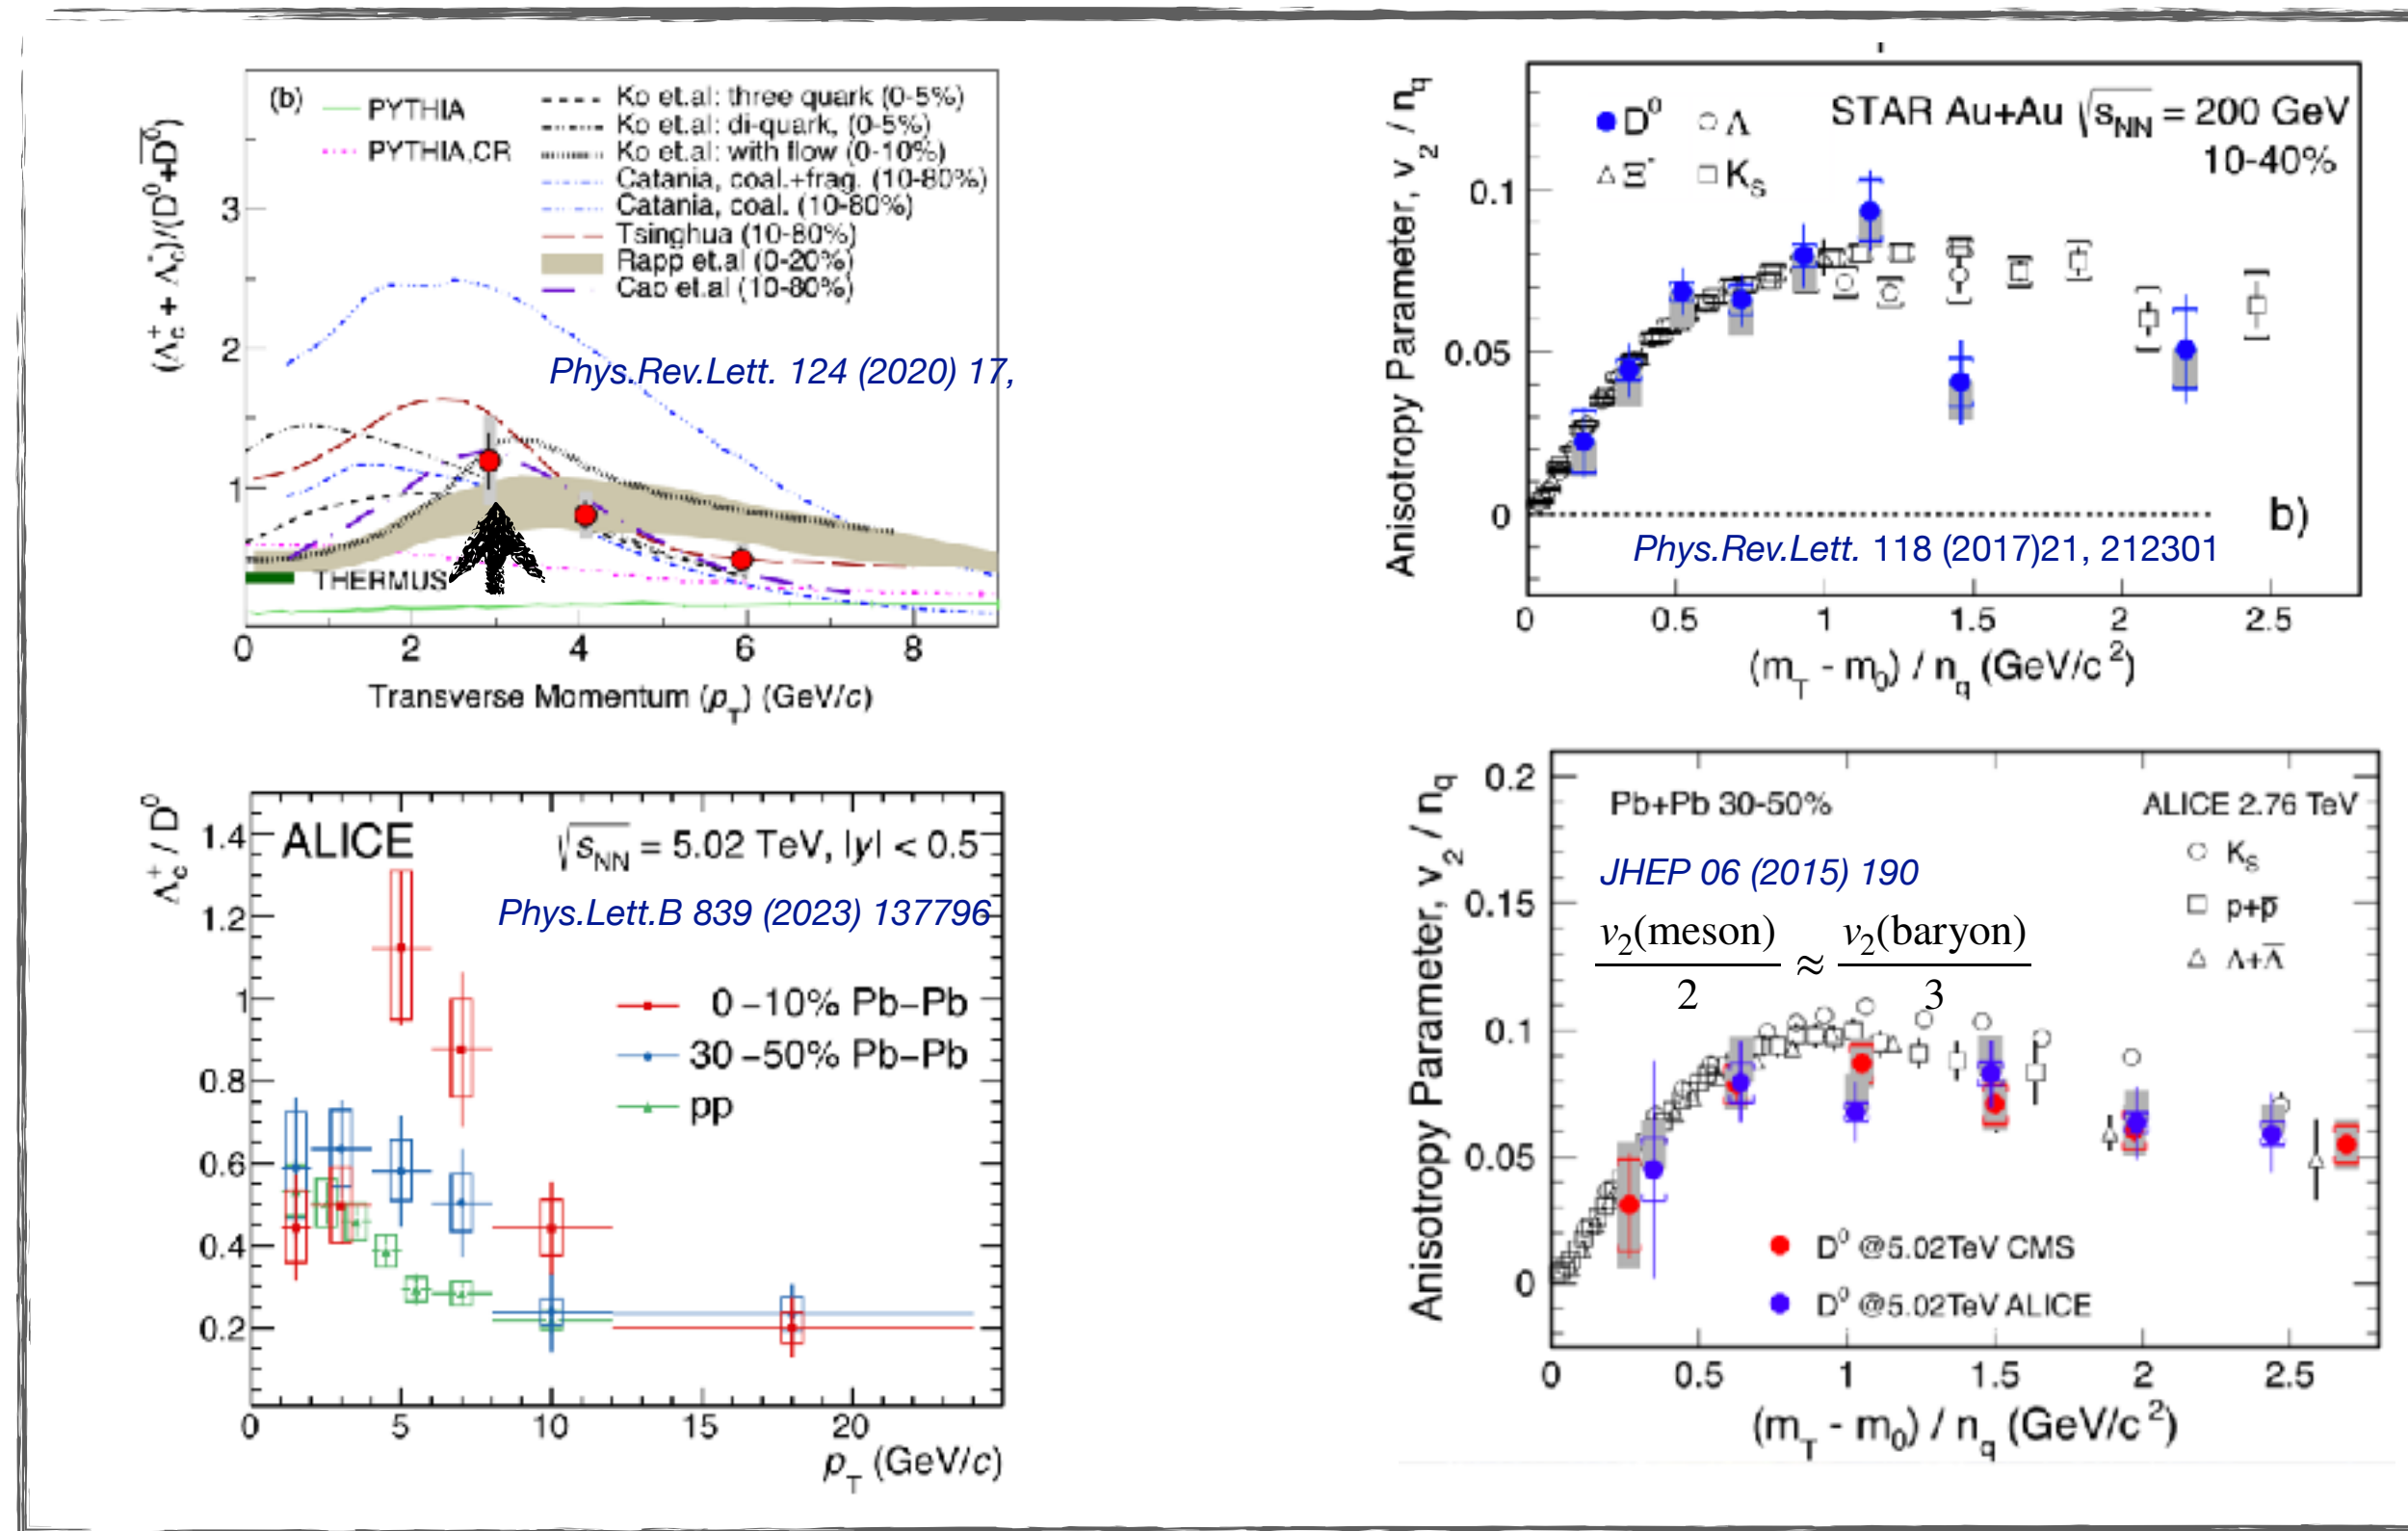 (b)
PYTHIA
PYTHIA,CR
Ko et.al: three quark (0-5%)
Ko et.al: di-quark, (0-5%)
Ko et.al: with flow (0-10%)
Catania, coal.+frag. (10-80%)
Catania, coal. (10-80%)
Tsinghua (10-80%)
Rapp et.al (0-20%)
Cao et.al (10-80%)
(Λc+ + Λc-)/(D0+D̅0)
3
2
1
Phys.Rev.Lett. 124 (2020) 17,
THERMUS
0 2 4 6 8
Transverse Momentum (pT) (GeV/c)
Anisotropy Parameter, v2 / nq
D0 Λ
Ξ- KS
STAR Au+Au √sNN = 200 GeV
10-40%
0.1
0.05
0
b)
Phys.Rev.Lett. 118 (2017)21, 212301
0 0.5 1 1.5 2 2.5
(mT - m0) / nq (GeV/c2)
Λc+ / D0
ALICE
√sNN = 5.02 TeV, |y| < 0.5
Phys.Lett.B 839 (2023) 137796
0–10% Pb–Pb
30–50% Pb–Pb
pp
1.4
1.2
1
0.8
0.6
0.4
0.2
0 5 10 15 20
pT (GeV/c)
Anisotropy Parameter, v2 / nq
0.2
0.15
0.1
0.05
0
Pb+Pb 30-50%
ALICE 2.76 TeV
JHEP 06 (2015) 190
KS
p+p̅
Λ+Λ̅
v2(meson) v2(baryon)
≈
2 3
D0 @5.02TeV CMS
D0 @5.02TeV ALICE
0 0.5 1 1.5 2 2.5
(mT - m0) / nq (GeV/c2)